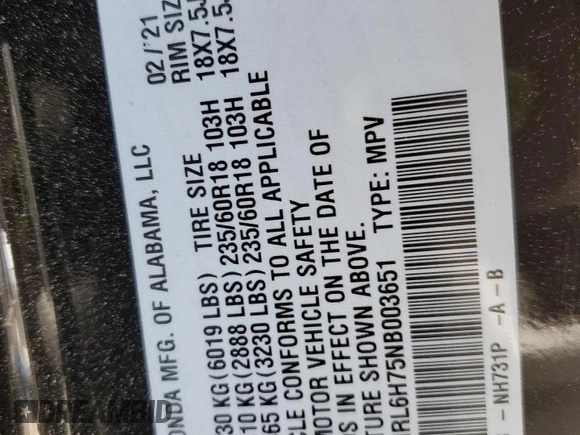 ONDA MFG. OF ALABAMA, LLC 02/'21
TIRE SIZE RIM SIZ
30 KG (6019 LBS)
10 KG (2888 LBS) 235/60R18 103H 18X7.5J
65 KG (3230 LBS) 235/60R18 103H 18X7.5J
CLE CONFORMS TO ALL APPLICABLE
MOTOR VEHICLE SAFETY
S IN EFFECT ON THE DATE OF
TURE SHOWN ABOVE.
RL6H75NB003651 TYPE: MPV
- NH731P -A -B
DREAMBID